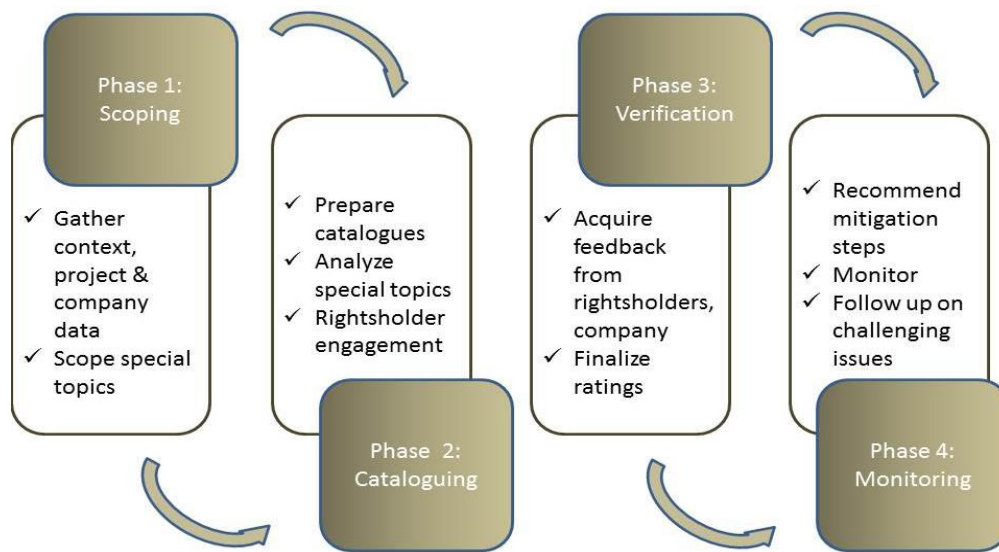 Phase 1:
Scoping
✓ Gather
context,
project &
company
data
✓ Scope special
topics
✓ Prepare
catalogues
✓ Analyze
special topics
✓ Rightsholder
engagement
Phase 2:
Cataloguing
Phase 3:
Verification
✓ Acquire
feedback
from
rightsholders,
company
✓ Finalize
ratings
✓ Recommend
mitigation
steps
✓ Monitor
✓ Follow up on
challenging
issues
Phase 4:
Monitoring